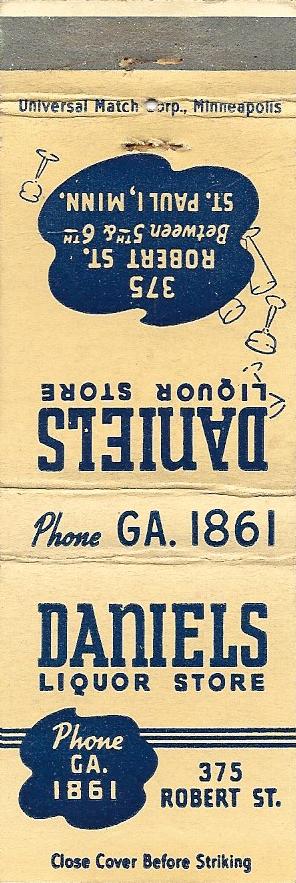 Universal Match Corp., Minneapolis
DANIELS
LIQUOR STORE
375
ROBERT ST.
Between 5TH & 6TH
ST. PAUL 1, MINN.
Phone GA. 1861
DANIELS
LIQUOR STORE
Phone
GA.
1861
375
ROBERT ST.
Close Cover Before Striking